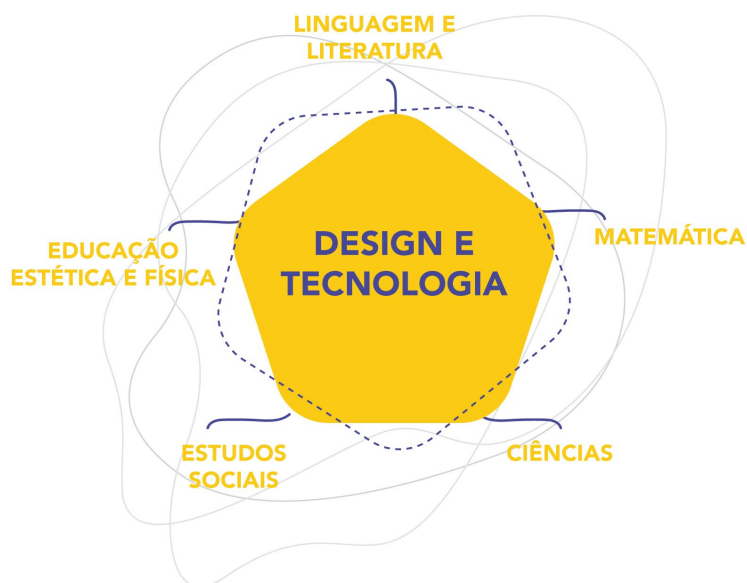 LINGUAGEM E
LITERATURA
EDUCAÇÃO
ESTÉTICA E FÍSICA
DESIGN E
TECNOLOGIA
MATEMÁTICA
ESTUDOS
SOCIAIS
CIÊNCIAS